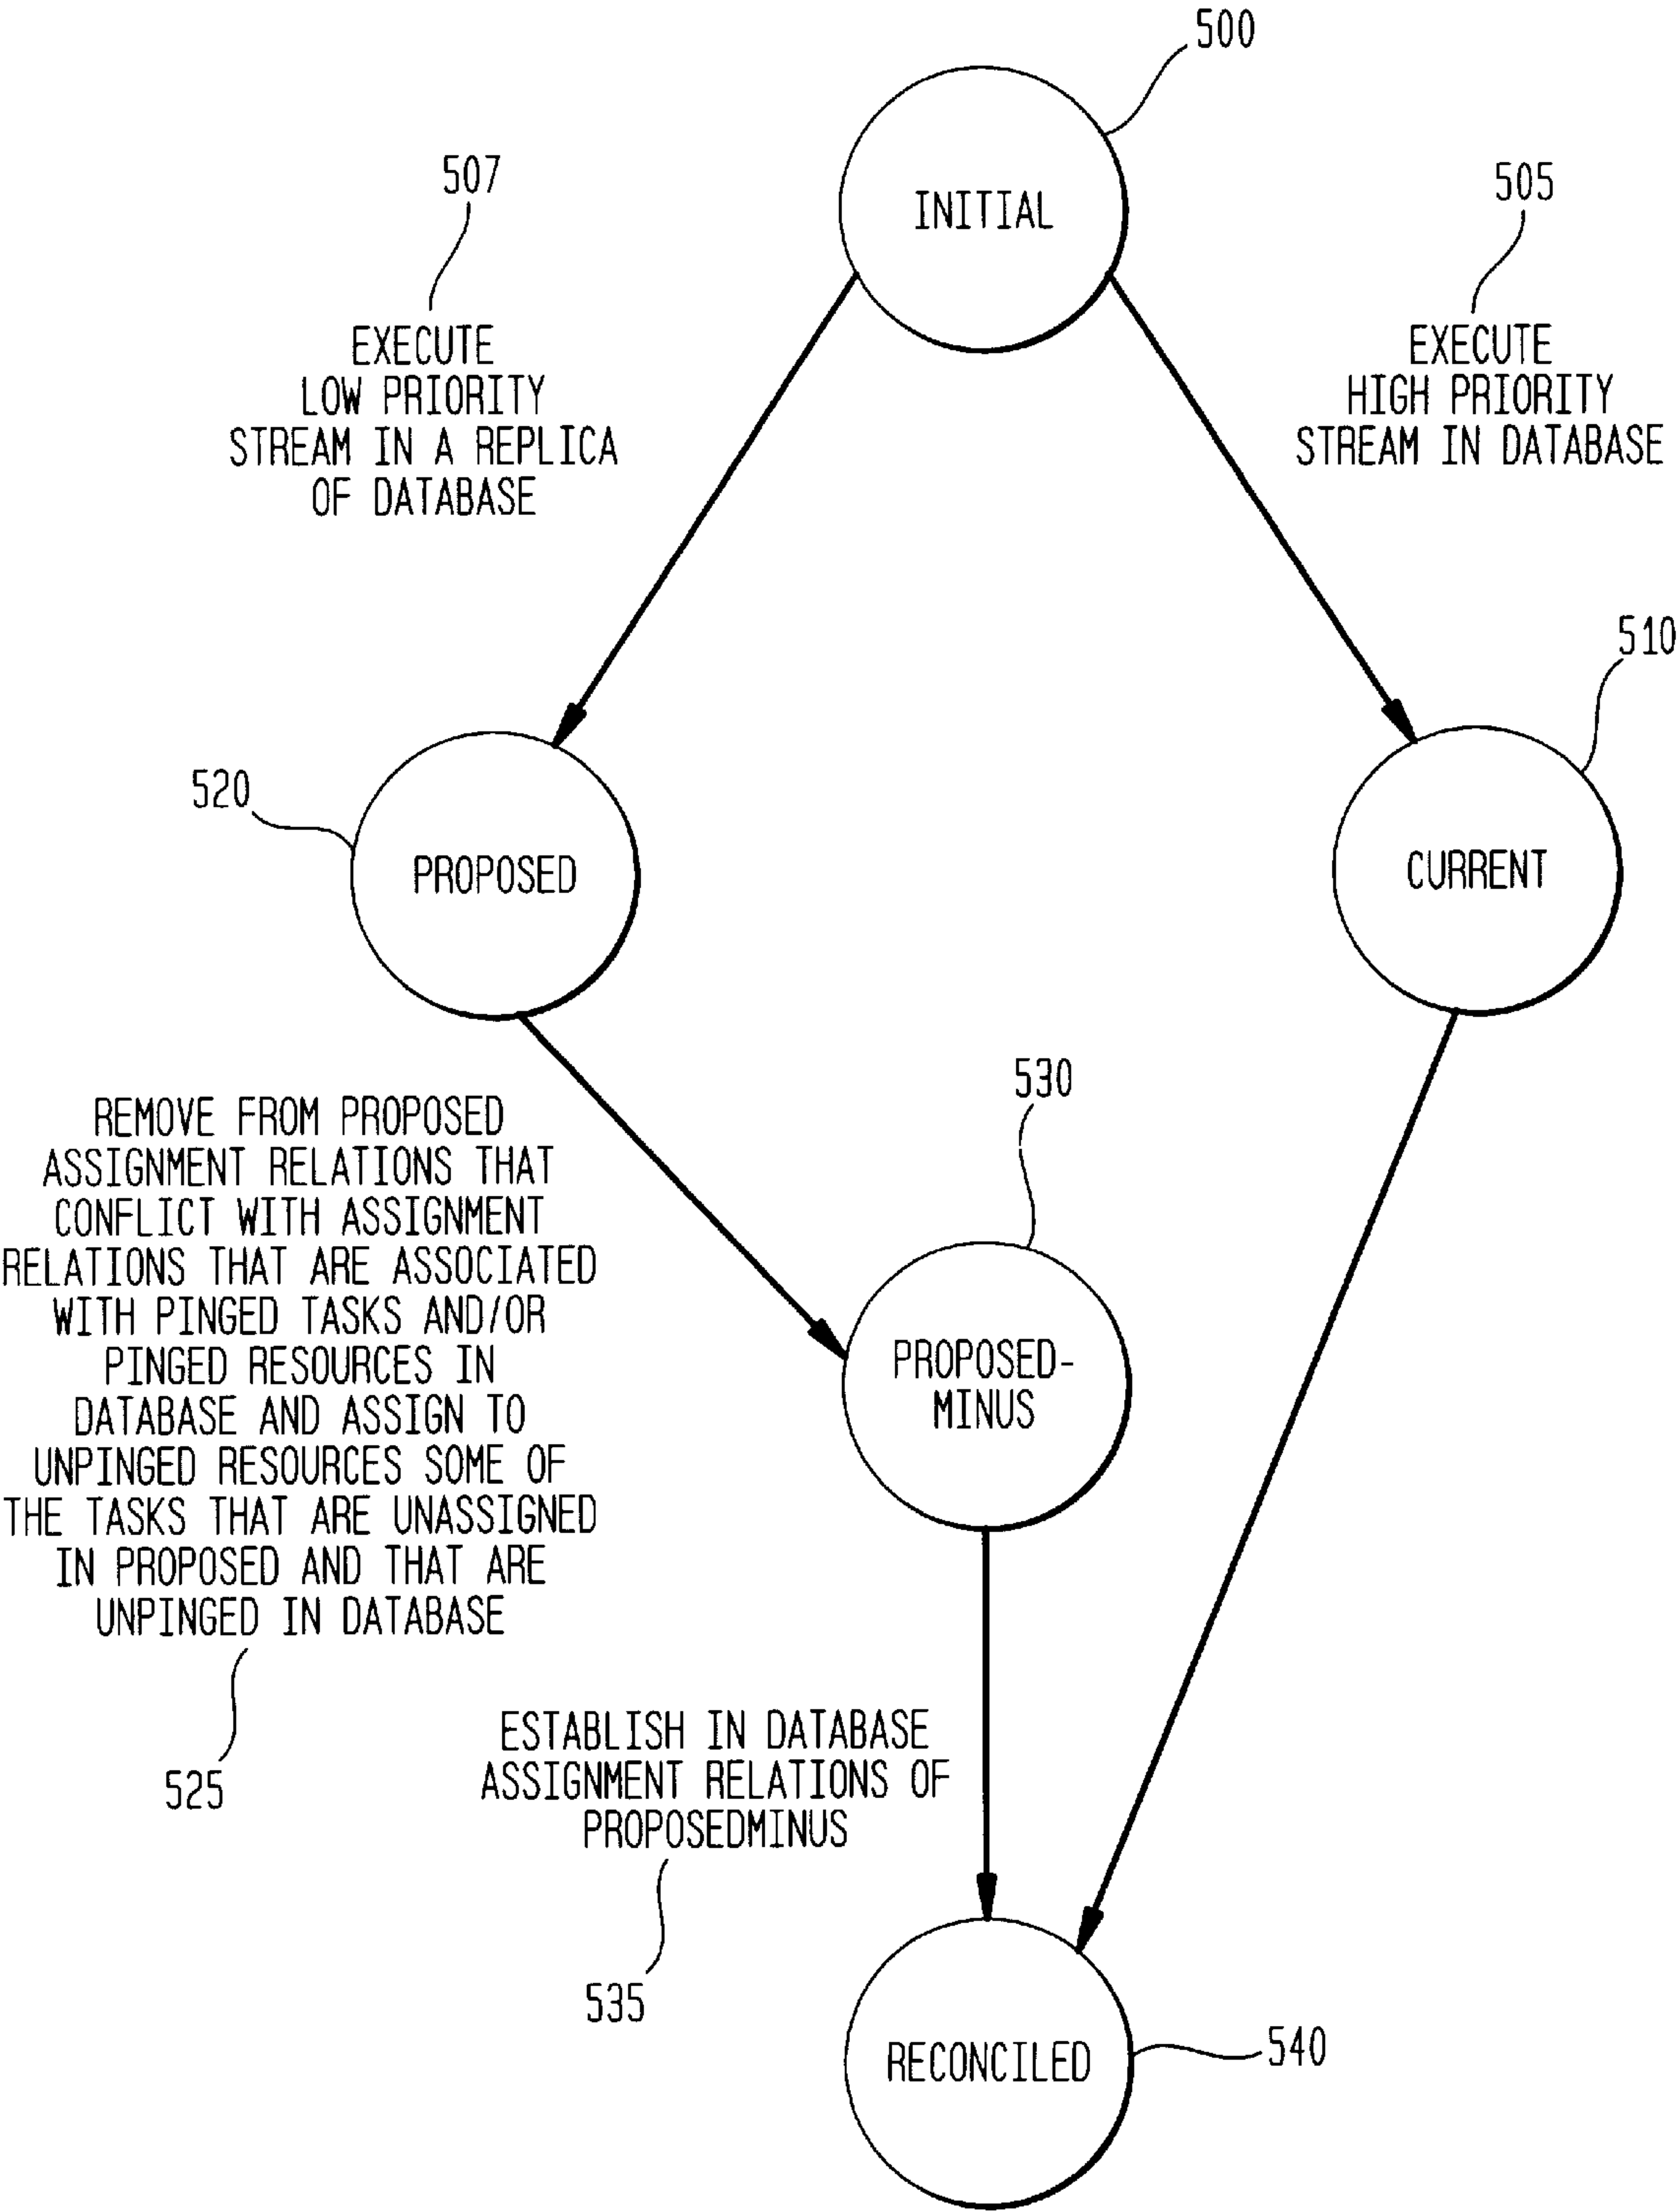 500
INITIAL
507
EXECUTE
LOW PRIORITY
STREAM IN A REPLICA
OF DATABASE
505
EXECUTE
HIGH PRIORITY
STREAM IN DATABASE
510
CURRENT
520
PROPOSED
530
PROPOSED-
MINUS
REMOVE FROM PROPOSED
ASSIGNMENT RELATIONS THAT
CONFLICT WITH ASSIGNMENT
RELATIONS THAT ARE ASSOCIATED
WITH PINGED TASKS AND/OR
PINGED RESOURCES IN
DATABASE AND ASSIGN TO
UNPINGED RESOURCES SOME OF
THE TASKS THAT ARE UNASSIGNED
IN PROPOSED AND THAT ARE
UNPINGED IN DATABASE
525
ESTABLISH IN DATABASE
ASSIGNMENT RELATIONS OF
PROPOSEDMINUS
535
RECONCILED
540